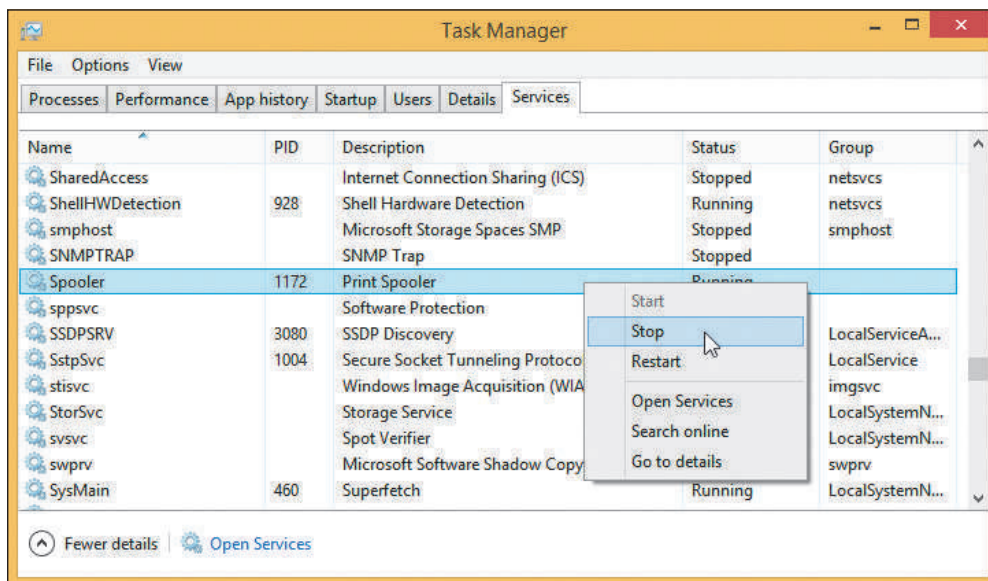 Task Manager
File Options View
Processes Performance App history Startup Users Details Services
Name PID Description Status Group
SharedAccess Internet Connection Sharing (ICS) Stopped netsvcs
ShellHWDetection 928 Shell Hardware Detection Running netsvcs
smphost Microsoft Storage Spaces SMP Stopped smphost
SNMPTRAP SNMP Trap Stopped
Spooler 1172 Print Spooler Running
sppsvc Software Protection
SSDPSRV 3080 SSDP Discovery LocalServiceA...
SstpSvc 1004 Secure Socket Tunneling Protoco LocalService
stisvc Windows Image Acquisition (WIA imgsvc
StorSvc Storage Service LocalSystemN...
svsvc Spot Verifier LocalSystemN...
swprv Microsoft Software Shadow Copy swprv
SysMain 460 Superfetch Running LocalSystemN...
Start
Stop
Restart
Open Services
Search online
Go to details
Fewer details Open Services